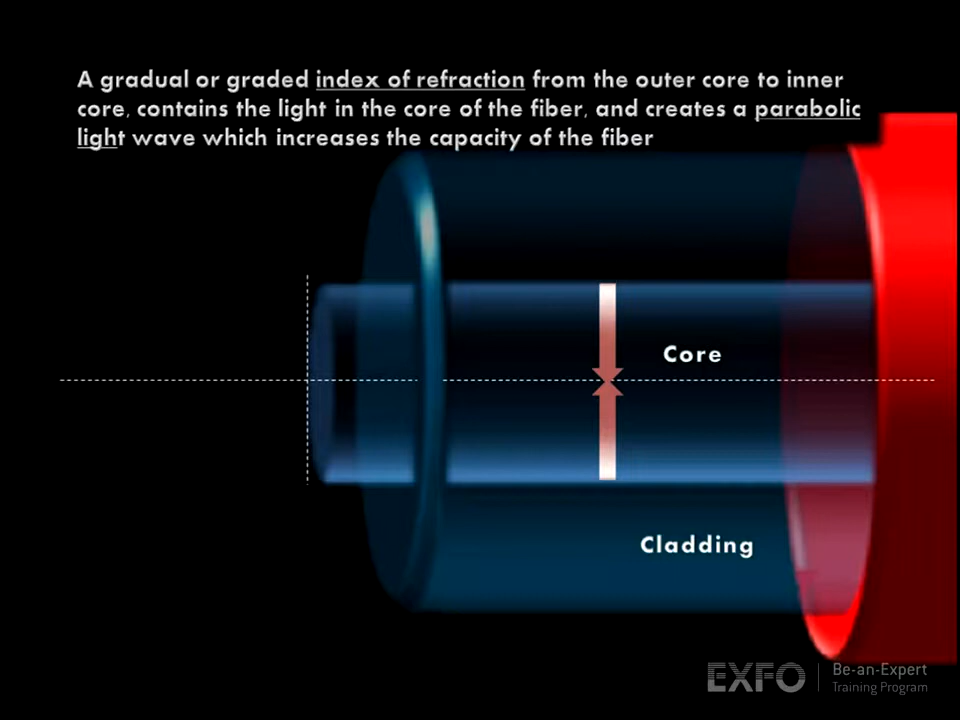 A gradual or graded index of refraction from the outer core to inner
core, contains the light in the core of the fiber, and creates a parabolic
light wave which increases the capacity of the fiber
Core
Cladding
EXFO
Be-an-Expert
Training Program